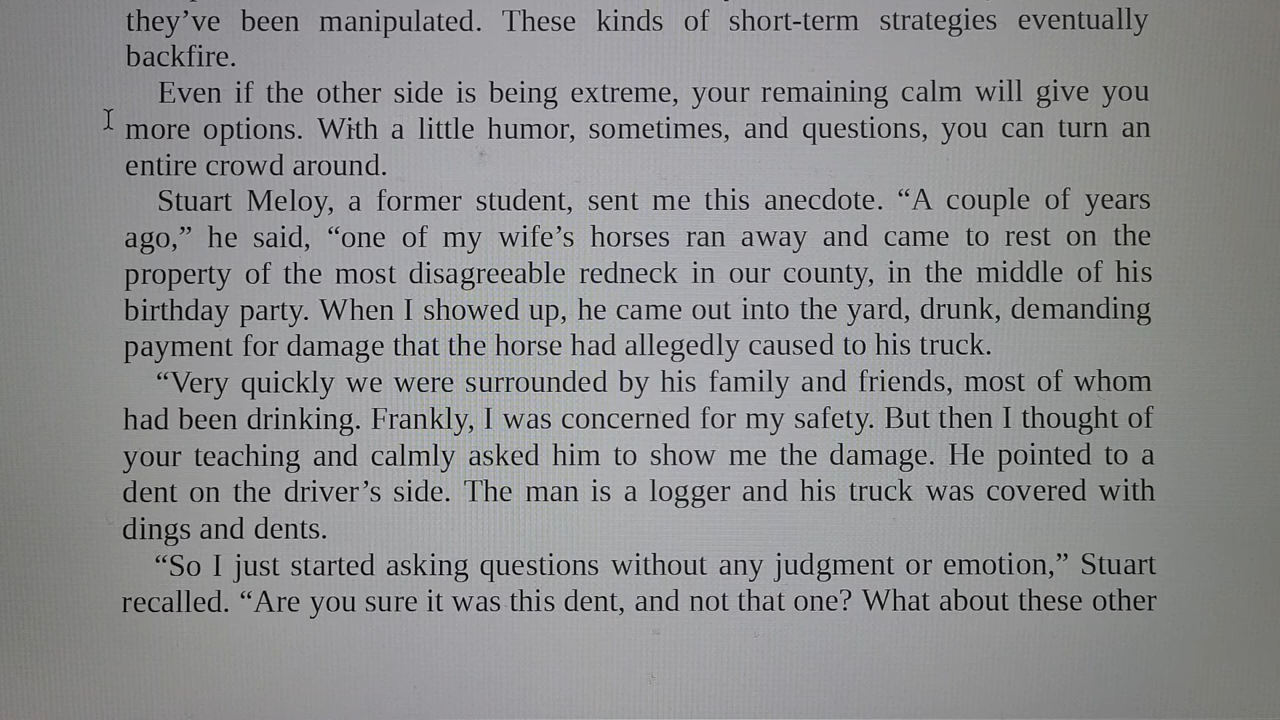 they’ve been manipulated. These kinds of short-term strategies eventually
backfire.
Even if the other side is being extreme, your remaining calm will give you
more options. With a little humor, sometimes, and questions, you can turn an
entire crowd around.
Stuart Meloy, a former student, sent me this anecdote. “A couple of years
ago,” he said, “one of my wife’s horses ran away and came to rest on the
property of the most disagreeable redneck in our county, in the middle of his
birthday party. When I showed up, he came out into the yard, drunk, demanding
payment for damage that the horse had allegedly caused to his truck.
“Very quickly we were surrounded by his family and friends, most of whom
had been drinking. Frankly, I was concerned for my safety. But then I thought of
your teaching and calmly asked him to show me the damage. He pointed to a
dent on the driver’s side. The man is a logger and his truck was covered with
dings and dents.
“So I just started asking questions without any judgment or emotion,” Stuart
recalled. “Are you sure it was this dent, and not that one? What about these other